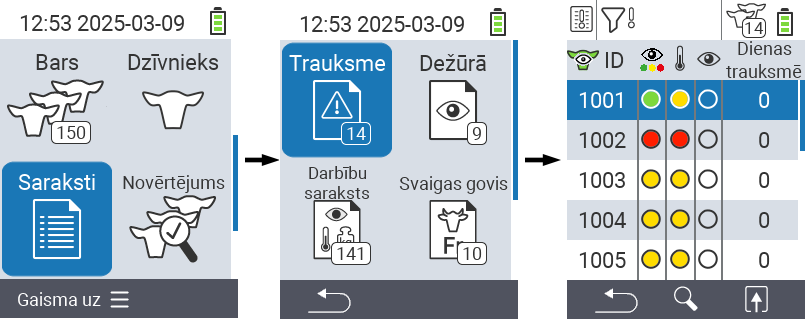 12:53 2025-03-09
Bars
Dzīvnieks
150
Saraksti
Novērtējums
Gaisma uz
12:53 2025-03-09
Trauksme
Dežūrā
14
9
Darbību
saraksts
Svaigas govis
141
Fr
10
14
ID
Dienas
trauksmē
1001 0
1002 0
1003 0
1004 0
1005 0